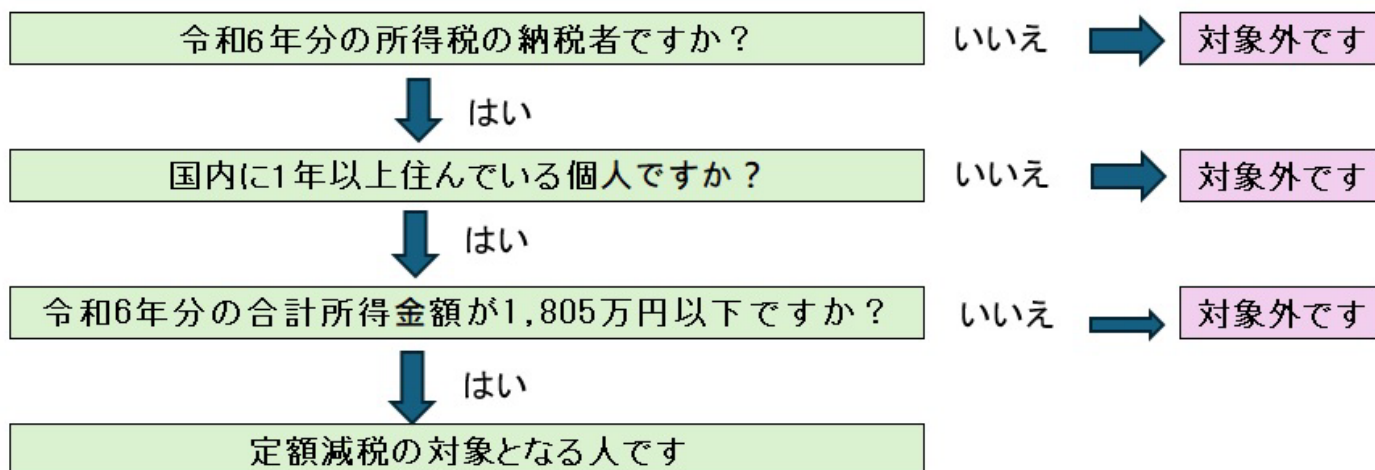 令和6年分の所得税の納税者ですか？ いいえ 対象外です
はい
国内に1年以上住んでいる個人ですか？ いいえ 対象外です
はい
令和6年分の合計所得金額が1,805万円以下ですか？ いいえ 対象外です
はい
定額減税の対象となる人です